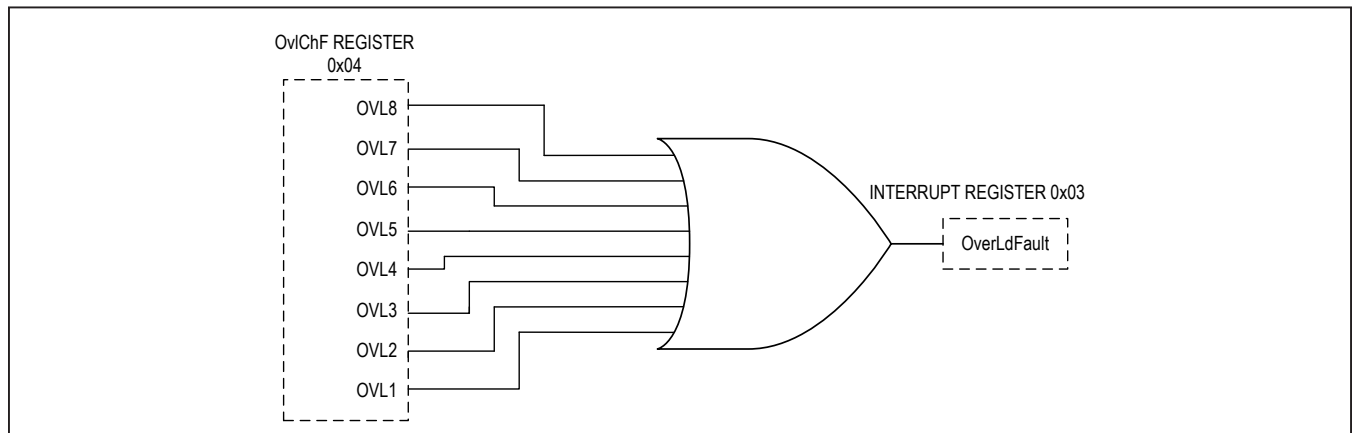 OvlChF REGISTER
0x04
OVL8
OVL7
OVL6
OVL5
OVL4
OVL3
OVL2
OVL1
INTERRUPT REGISTER 0x03
OverLdFault